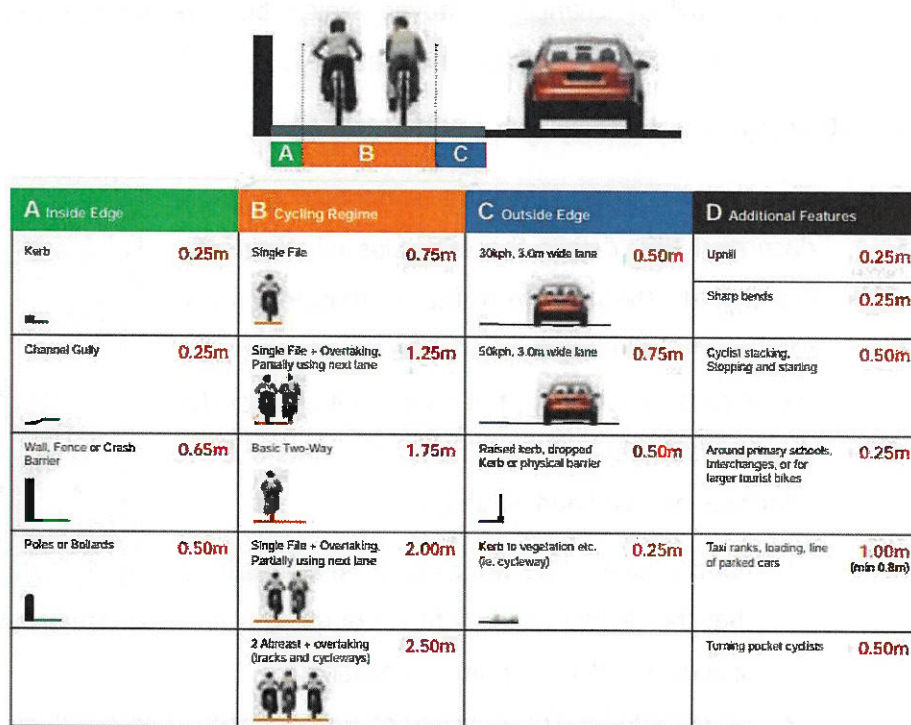 A B C
A Inside Edge
B Cycling Regime
C Outside Edge
D Additional Features
Kerb 0.25m
Single File 0.75m
30kph, 3.0m wide lane 0.50m
Uphill 0.25m
Sharp bends 0.25m
Channel Gully 0.25m
Single File + Overtaking, 1.25m
Partially using next lane
50kph, 3.0m wide lane 0.75m
Cyclist stacking, 0.50m
Stopping and starting
Wall, Fence or Crash 0.65m
Barrier
Basic Two-Way 1.75m
Raised kerb, dropped 0.50m
Kerb or physical barrier
Around primary schools, 0.25m
Interchanges, or for
larger tourist bikes
Poles or Bollards 0.50m
Single File + Overtaking, 2.00m
Partially using next lane
Kerb to vegetation etc. 0.25m
(ie. cycleway)
Taxi ranks, loading, line 1.00m
of parked cars (min 0.8m)
2 Abreast + overtaking 2.50m
(tracks and cycleways)
Turning pocket cyclists 0.50m